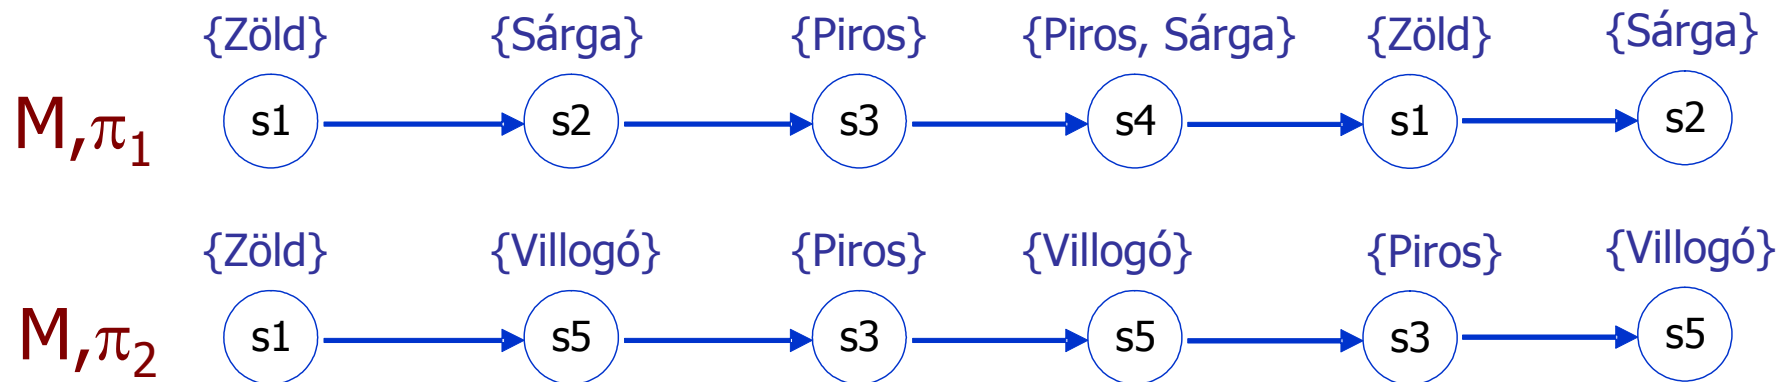 {Zöld} {Sárga} {Piros} {Piros, Sárga} {Zöld} {Sárga}
M,π₁ s1 s2 s3 s4 s1 s2
{Zöld} {Villogó} {Piros} {Villogó} {Piros} {Villogó}
M,π₂ s1 s5 s3 s5 s3 s5